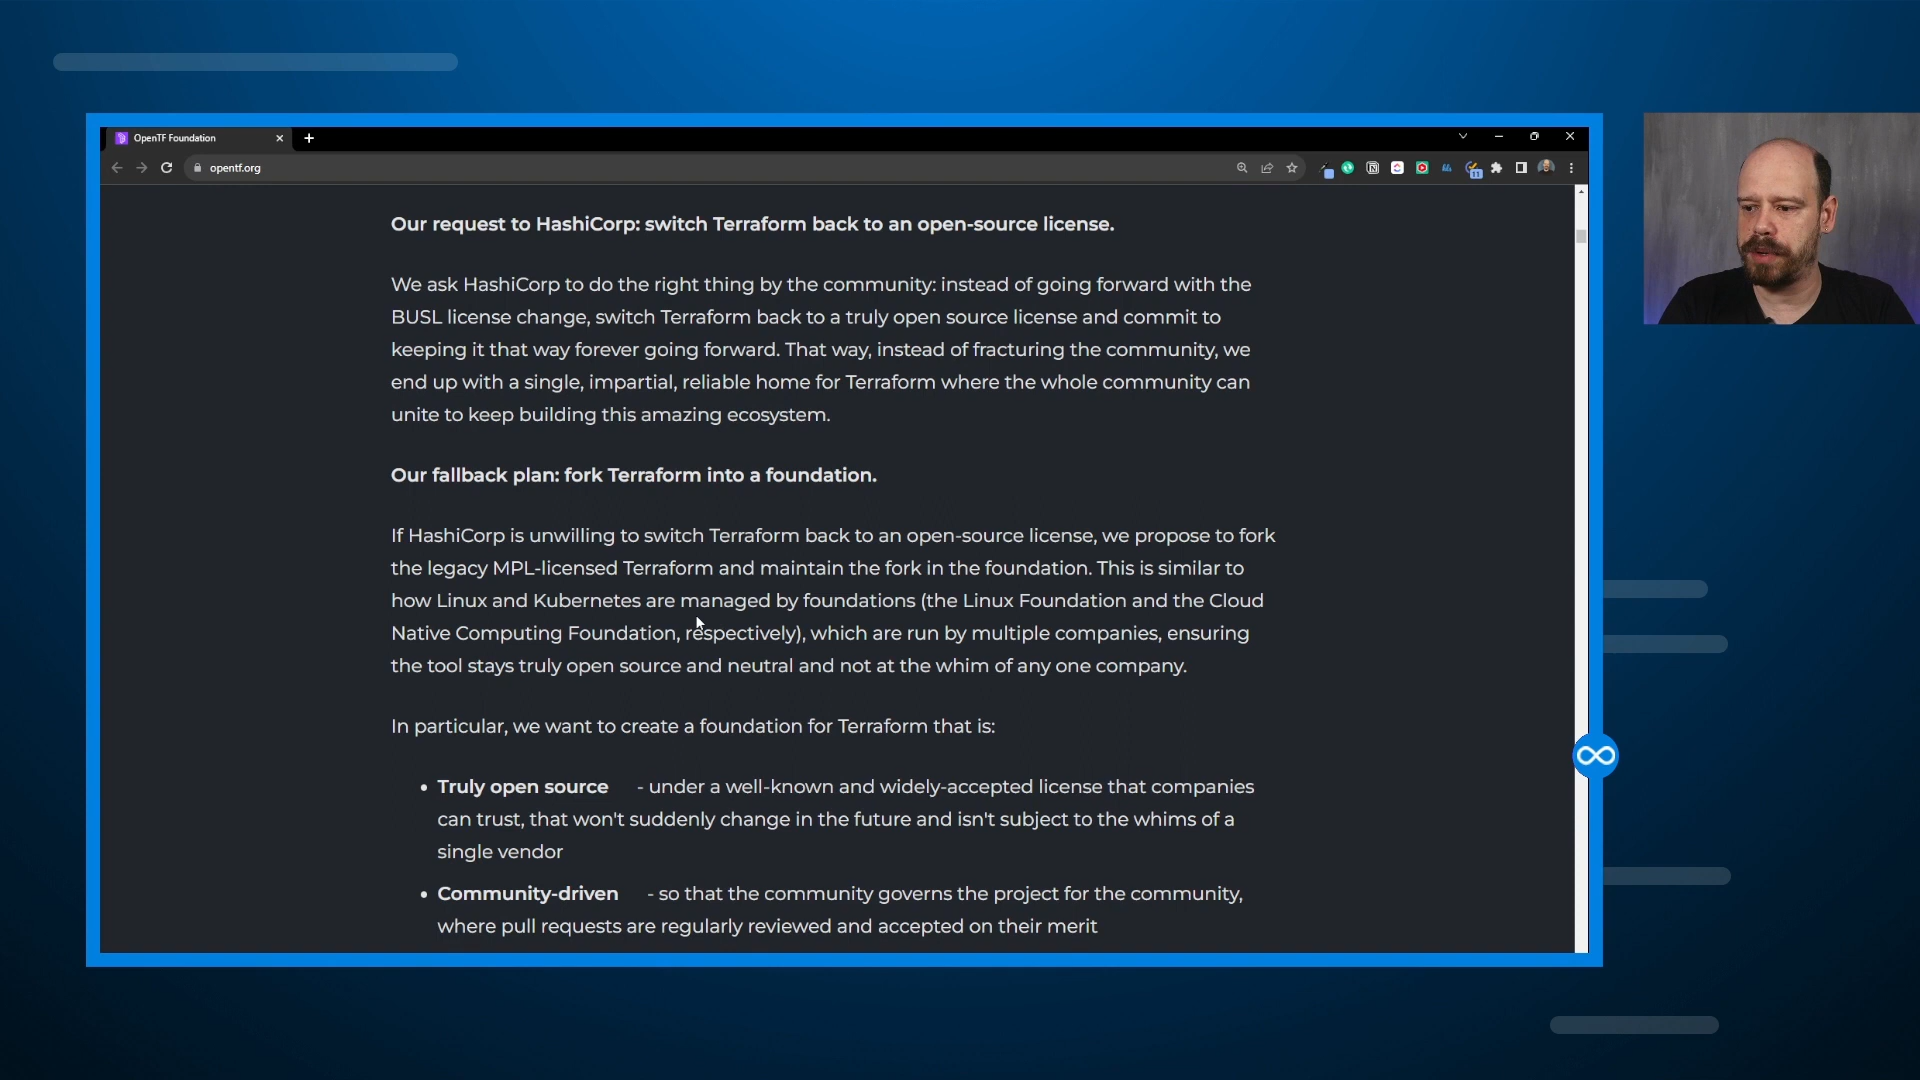 OpenTF Foundation
opentf.org
11
Our request to HashiCorp: switch Terraform back to an open-source license.
We ask HashiCorp to do the right thing by the community: instead of going forward with the
BUSL license change, switch Terraform back to a truly open source license and commit to
keeping it that way forever going forward. That way, instead of fracturing the community, we
end up with a single, impartial, reliable home for Terraform where the whole community can
unite to keep building this amazing ecosystem.
Our fallback plan: fork Terraform into a foundation.
If HashiCorp is unwilling to switch Terraform back to an open-source license, we propose to fork
the legacy MPL-licensed Terraform and maintain the fork in the foundation. This is similar to
how Linux and Kubernetes are managed by foundations (the Linux Foundation and the Cloud
Native Computing Foundation, respectively), which are run by multiple companies, ensuring
the tool stays truly open source and neutral and not at the whim of any one company.
In particular, we want to create a foundation for Terraform that is:
• Truly open source - under a well-known and widely-accepted license that companies
can trust, that won't suddenly change in the future and isn't subject to the whims of a
single vendor
• Community-driven - so that the community governs the project for the community,
where pull requests are regularly reviewed and accepted on their merit